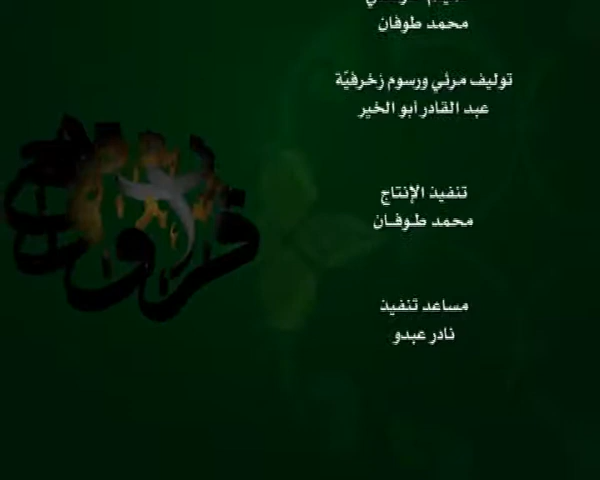 محمد طوفان
توليف مرئي ورسوم زخرفيّة
عبد القادر أبو الخير
تنفيذ الإنتاج
محمد طوفان
مساعد تنفيذ
نادر عبدو